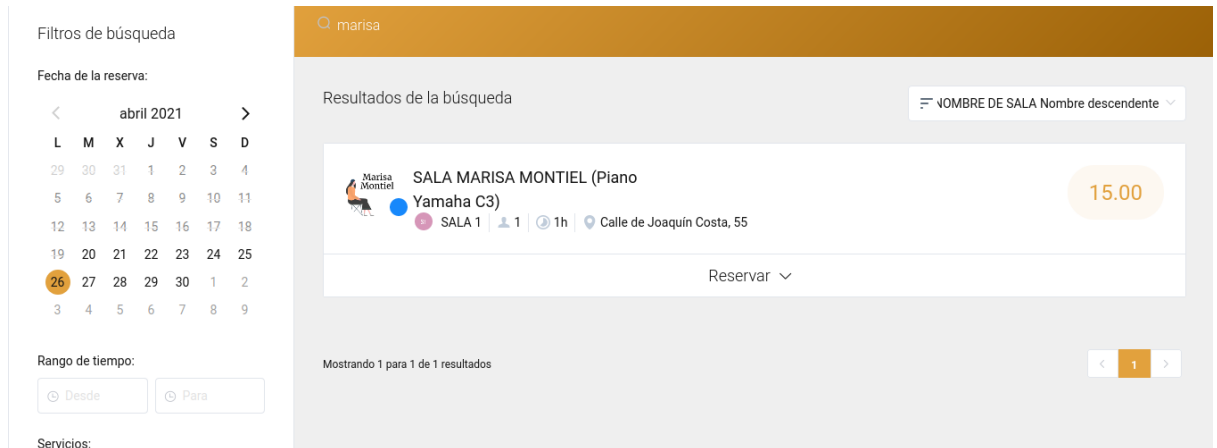 Filtros de búsqueda
Fecha de la reserva:
abril 2021
L M X J V S D
29 30 31 1 2 3 4
5 6 7 8 9 10 11
12 13 14 15 16 17 18
19 20 21 22 23 24 25
26 27 28 29 30 1 2
3 4 5 6 7 8 9
Rango de tiempo:
Desde
Para
Servicios:
marisa
Resultados de la búsqueda
NOMBRE DE SALA Nombre descendente
Marisa
Montiel
SALA MARISA MONTIEL (Piano
Yamaha C3)
SALA 1 1 1h Calle de Joaquín Costa, 55
15.00
Reservar
Mostrando 1 para 1 de 1 resultados
1